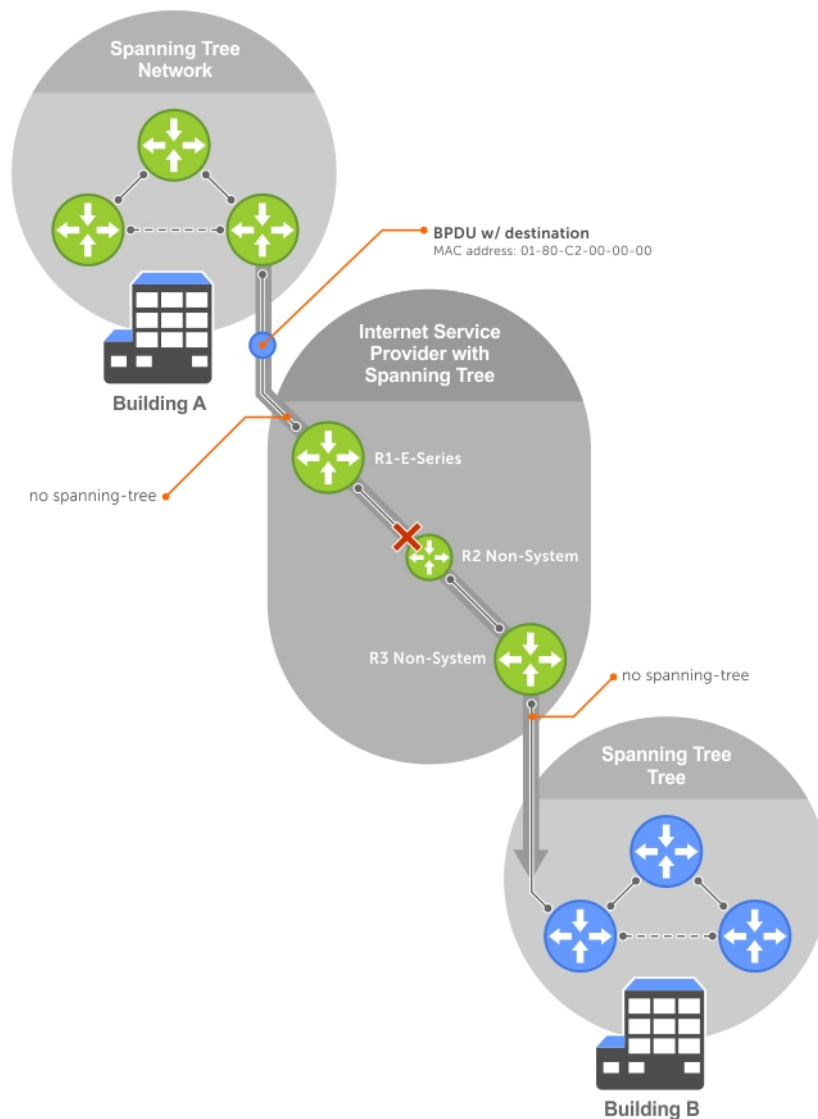 Spanning Tree
Network
BPDU w/ destination
MAC address: 01-80-C2-00-00-00
Internet Service
Provider with
Spanning Tree
Building A
R1-E-Series
no spanning-tree
R2 Non-System
R3 Non-System
no spanning-tree
Spanning Tree
Tree
Building B